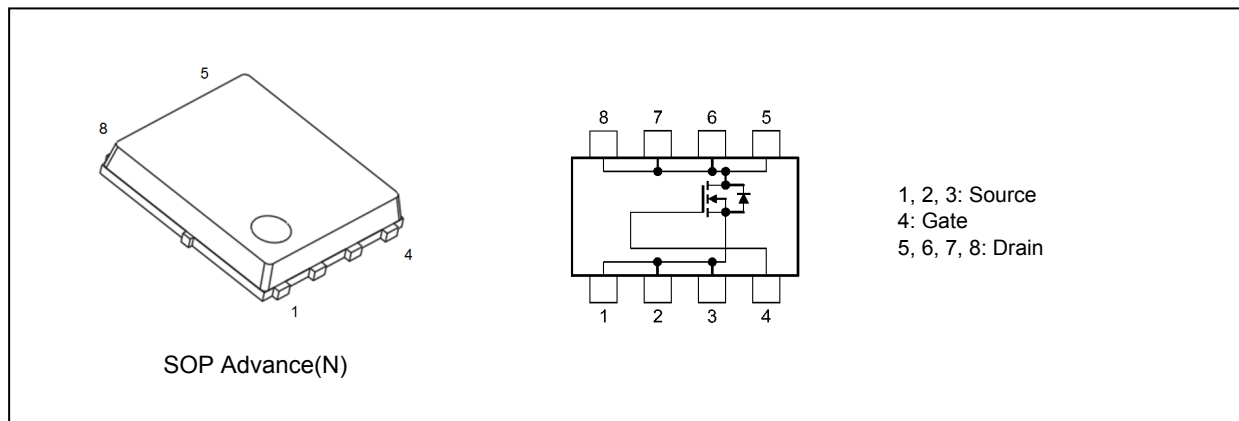 5
8
4
1
SOP Advance(N)
8 7 6 5
1 2 3 4
1, 2, 3: Source
4: Gate
5, 6, 7, 8: Drain